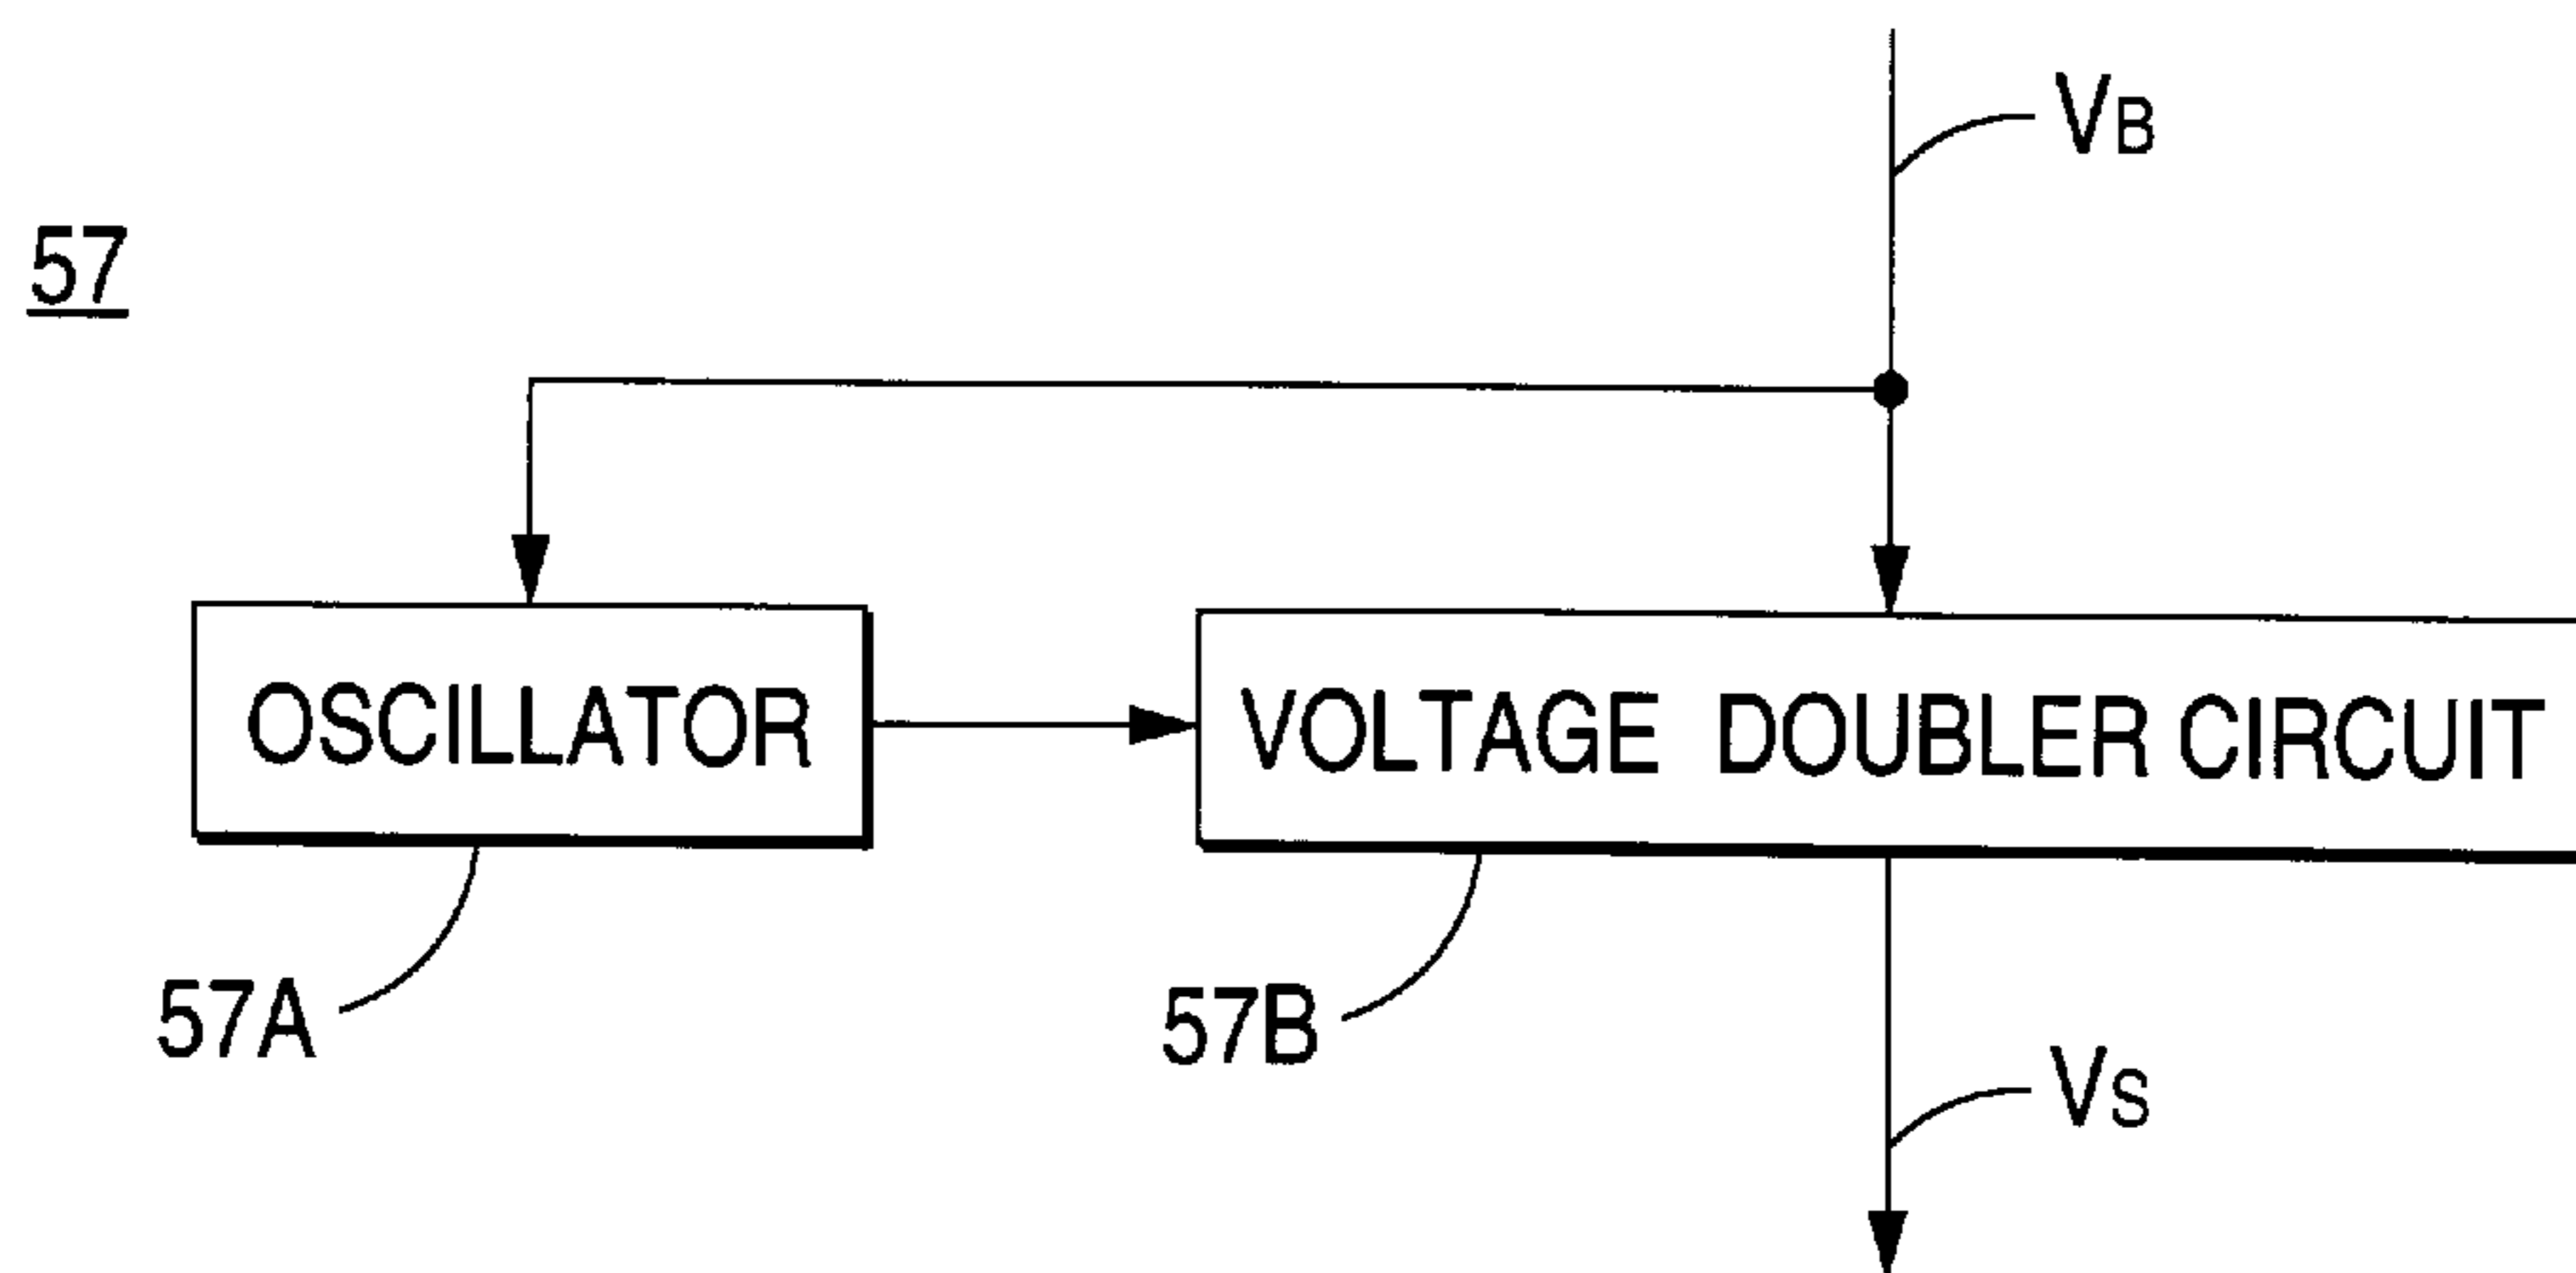 VB
57
OSCILLATOR
VOLTAGE DOUBLER CIRCUIT
57A
57B
VS